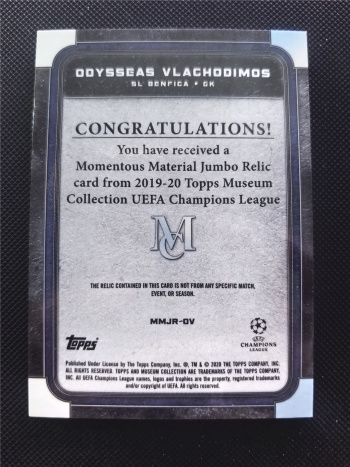 ODYSSEAS VLACHODIMOS
SL BENFICA • GK
CONGRATULATIONS!
You have received a
Momentous Material Jumbo Relic
card from 2019-20 Topps Museum
Collection UEFA Champions League
MC
THE RELIC CONTAINED IN THIS CARD IS NOT FROM ANY SPECIFIC MATCH,
EVENT, OR SEASON.
MMJR-OV
Topps
UEFA
CHAMPIONS
LEAGUE
Published Under License by The Topps Company, Inc. ®, TM & © 2020 THE TOPPS COMPANY, INC.
ALL RIGHTS RESERVED. TOPPS AND MUSEUM COLLECTION ARE TRADEMARKS OF THE TOPPS COMPANY,
INC. All UEFA Champions League names, logos and trophies are the property, registered trademarks
and/or copyright of UEFA. All rights reserved.